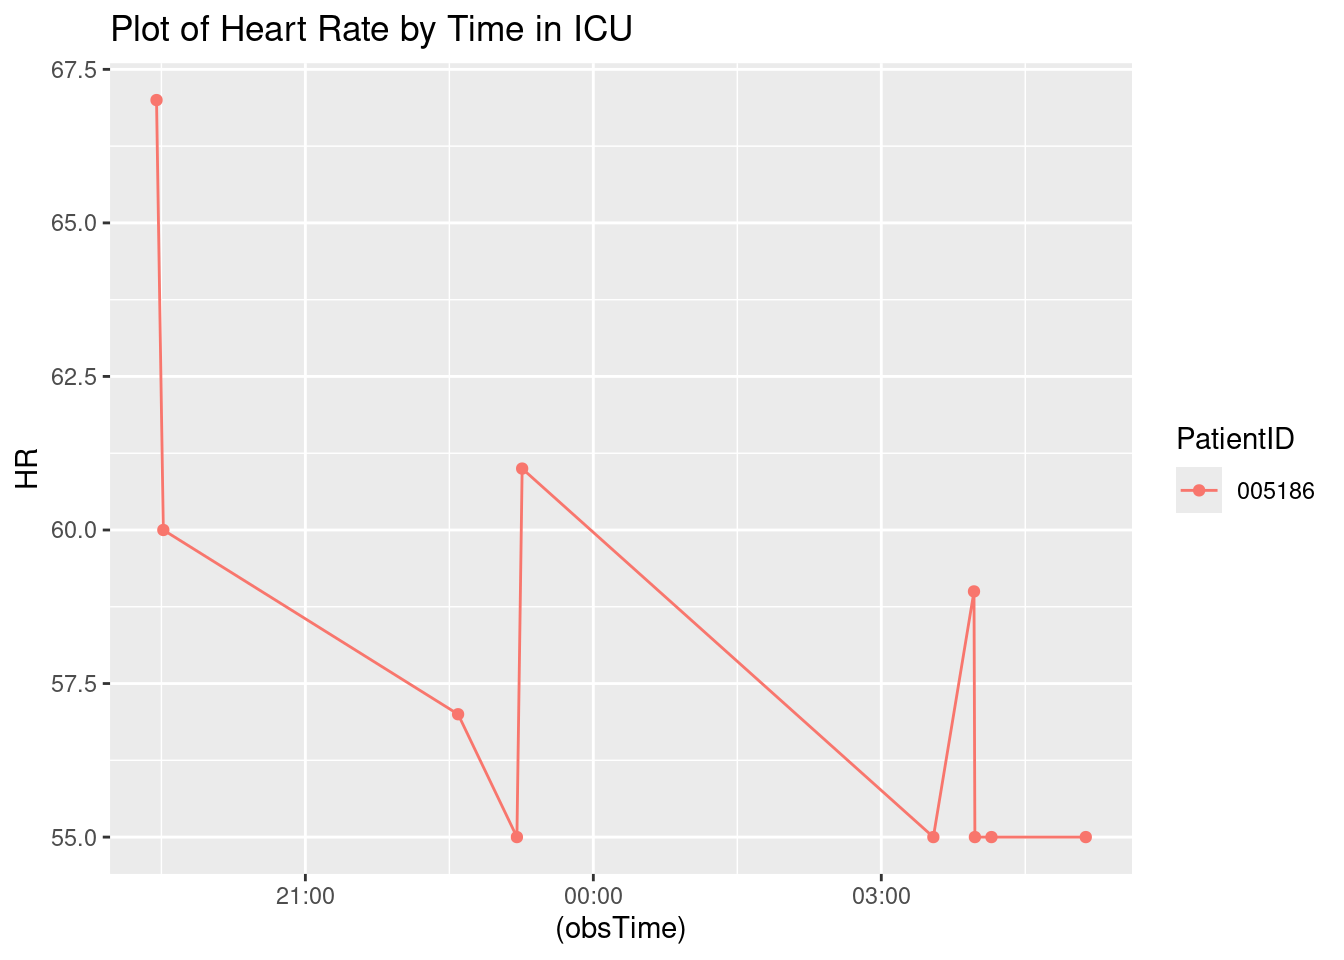 Plot of Heart Rate by Time in ICU
67.5
65.0
62.5
60.0
57.5
55.0
HR
21:00 00:00 03:00
(obsTime)
PatientID
005186